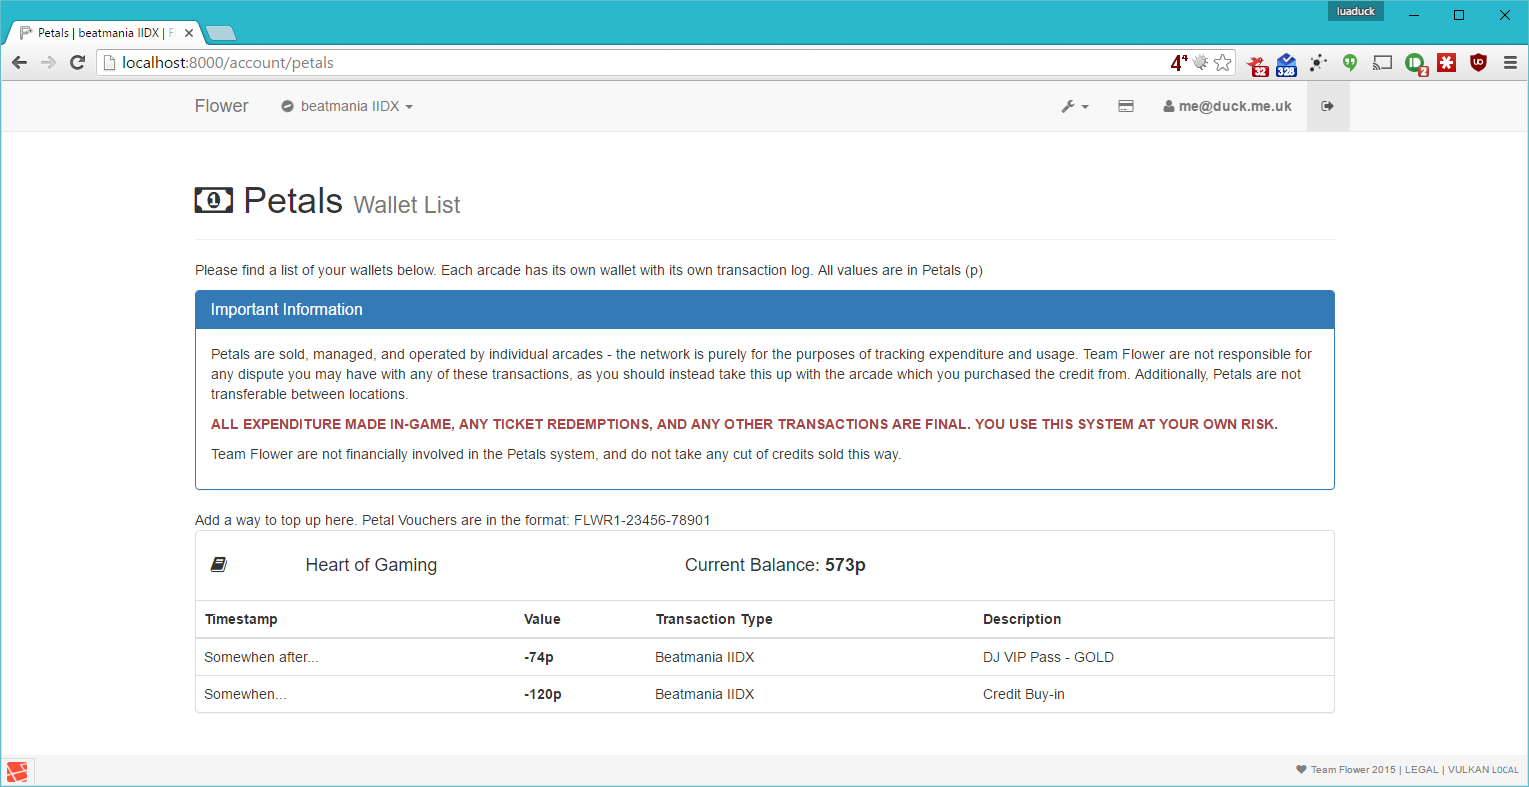 luaduck
Petals | beatmania IIDX | Fl
localhost:8000/account/petals
4⁴
32
328
2
Flower
beatmania IIDX
me@duck.me.uk
Petals Wallet List
Please find a list of your wallets below. Each arcade has its own wallet with its own transaction log. All values are in Petals (p)
Important Information
Petals are sold, managed, and operated by individual arcades - the network is purely for the purposes of tracking expenditure and usage. Team Flower are not responsible for
any dispute you may have with any of these transactions, as you should instead take this up with the arcade which you purchased the credit from. Additionally, Petals are not
transferable between locations.
ALL EXPENDITURE MADE IN-GAME, ANY TICKET REDEMPTIONS, AND ANY OTHER TRANSACTIONS ARE FINAL. YOU USE THIS SYSTEM AT YOUR OWN RISK.
Team Flower are not financially involved in the Petals system, and do not take any cut of credits sold this way.
Add a way to top up here. Petal Vouchers are in the format: FLWR1-23456-78901
Heart of Gaming Current Balance: 573p
Timestamp Value Transaction Type Description
Somewhen after... -74p Beatmania IIDX DJ VIP Pass - GOLD
Somewhen... -120p Beatmania IIDX Credit Buy-in
Team Flower 2015 | LEGAL | VULKAN LOCAL